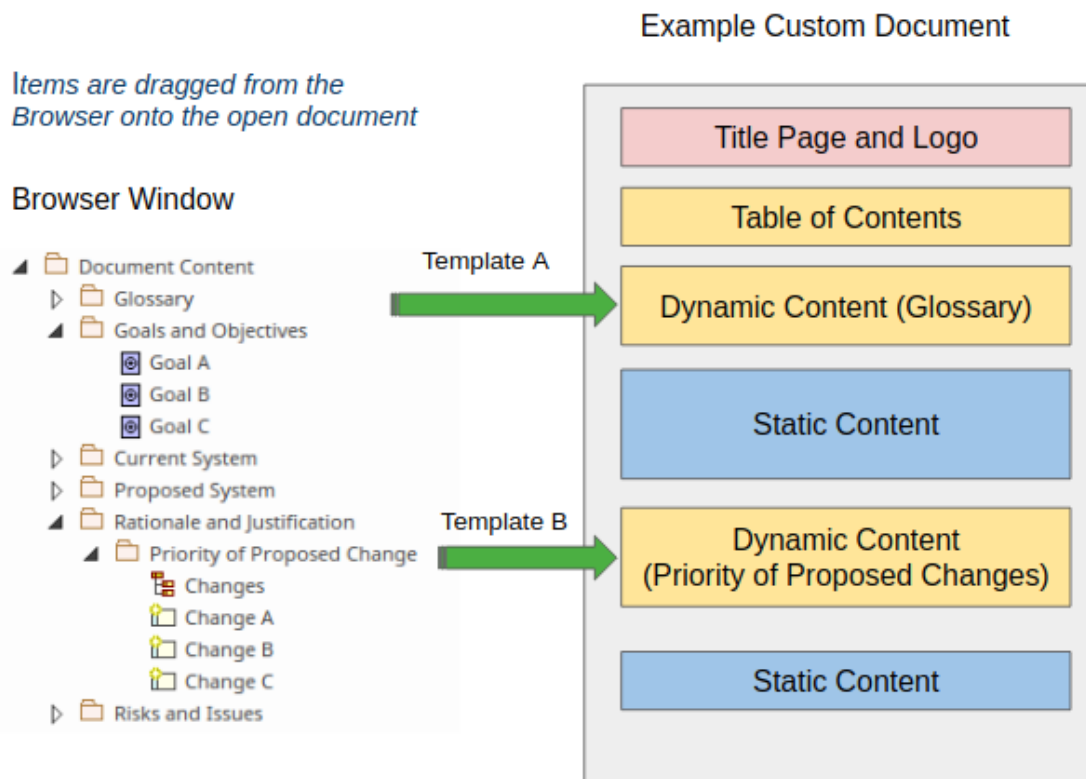 Example Custom Document
Items are dragged from the
Browser onto the open document
Browser Window
Document Content
Glossary
Goals and Objectives
Goal A
Goal B
Goal C
Current System
Proposed System
Rationale and Justification
Priority of Proposed Change
Changes
Change A
Change B
Change C
Risks and Issues
Template A
Template B
Title Page and Logo
Table of Contents
Dynamic Content (Glossary)
Static Content
Dynamic Content
(Priority of Proposed Changes)
Static Content